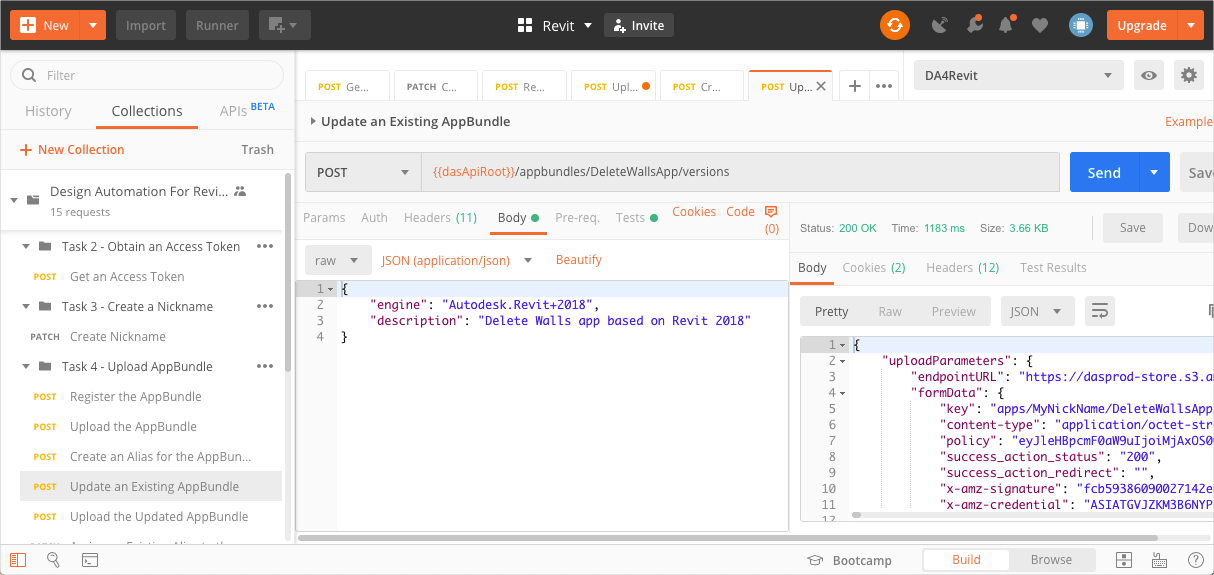 New Import Runner Revit Invite Upgrade
Filter
History Collections APIs BETA
New Collection Trash
Design Automation For Revi...
15 requests
Task 2 - Obtain an Access Token
POST Get an Access Token
Task 3 - Create a Nickname
PATCH Create Nickname
Task 4 - Upload AppBundle
POST Register the AppBundle
POST Upload the AppBundle
POST Create an Alias for the AppBun...
POST Update an Existing AppBundle
POST Upload the Updated AppBundle
POST Ge... PATCH C... POST Re... POST Upl... POST Cr... POST Up...
DA4Revit
Update an Existing AppBundle
Example
POST {{dasApiRoot}}/appbundles/DeleteWallsApp/versions Send Save
Params Auth Headers (11) Body Pre-req. Tests Cookies Code (0)
raw JSON (application/json) Beautify
1 {
2 "engine": "Autodesk.Revit+2018",
3 "description": "Delete Walls app based on Revit 2018"
4 }
Status: 200 OK Time: 1183 ms Size: 3.66 KB Save Dow
Body Cookies (2) Headers (12) Test Results
Pretty Raw Preview JSON
1 {
2 "uploadParameters": {
3 "endpointURL": "https://dasprod-store.s3.a
4 "formData": {
5 "key": "apps/MyNickName/DeleteWallsApp
6 "content-type": "application/octet-str
7 "policy": "eyJleHBpcmF0aW9uIjoiMjAxOS0
8 "success_action_status": "200",
9 "success_action_redirect": "",
10 "x-amz-signature": "fcb59386090027142e
11 "x-amz-credential": "ASIATGVJZKM3B6NYP
12
Bootcamp Build Browse